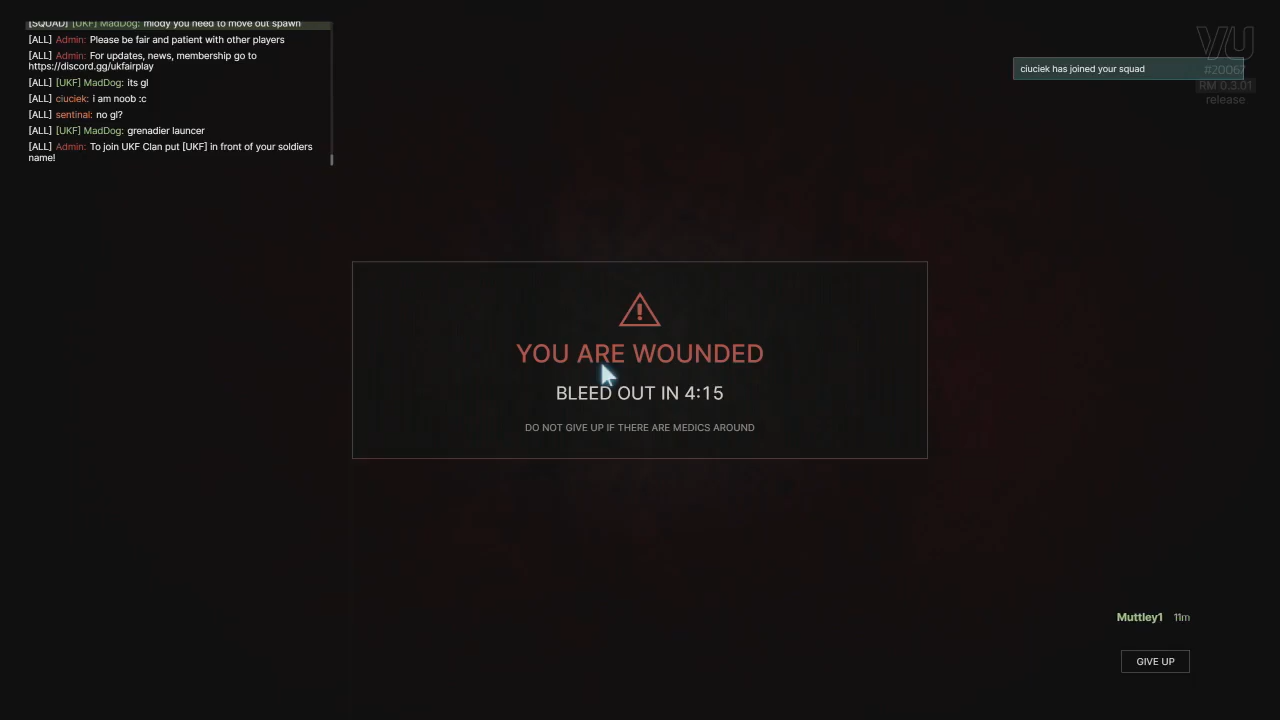 [SQUAD] [UKF] MadDog: miody you need to move out spawn
[ALL] Admin: Please be fair and patient with other players
[ALL] Admin: For updates, news, membership go to
https://discord.gg/ukfairplay
[ALL] [UKF] MadDog: its gl
[ALL] ciuciek: i am noob :c
[ALL] sentinal: no gl?
[ALL] [UKF] MadDog: grenadier launcer
[ALL] Admin: To join UKF Clan put [UKF] in front of your soldiers
name!
VU
ciuciek has joined your squad
#20067
RM 0.3.01
release
YOU ARE WOUNDED
BLEED OUT IN 4:15
DO NOT GIVE UP IF THERE ARE MEDICS AROUND
Muttley1 11m
GIVE UP